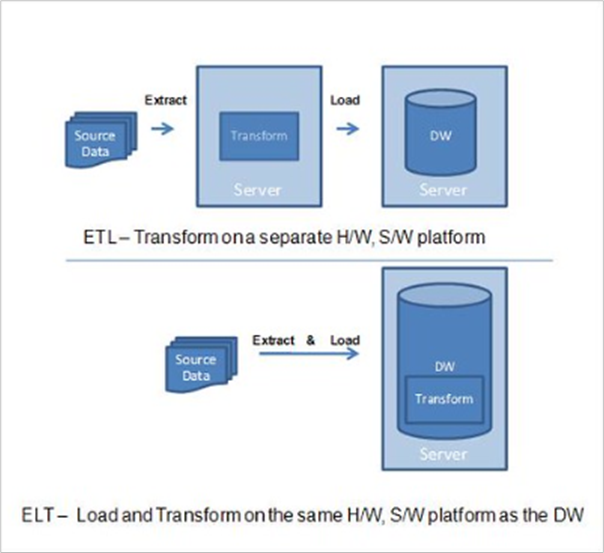 Extract
Load
Source
Data
Transform
DW
Server
Server
ETL – Transform on a separate H/W, S/W platform
Extract & Load
Source
Data
DW
Transform
Server
ELT – Load and Transform on the same H/W, S/W platform as the DW